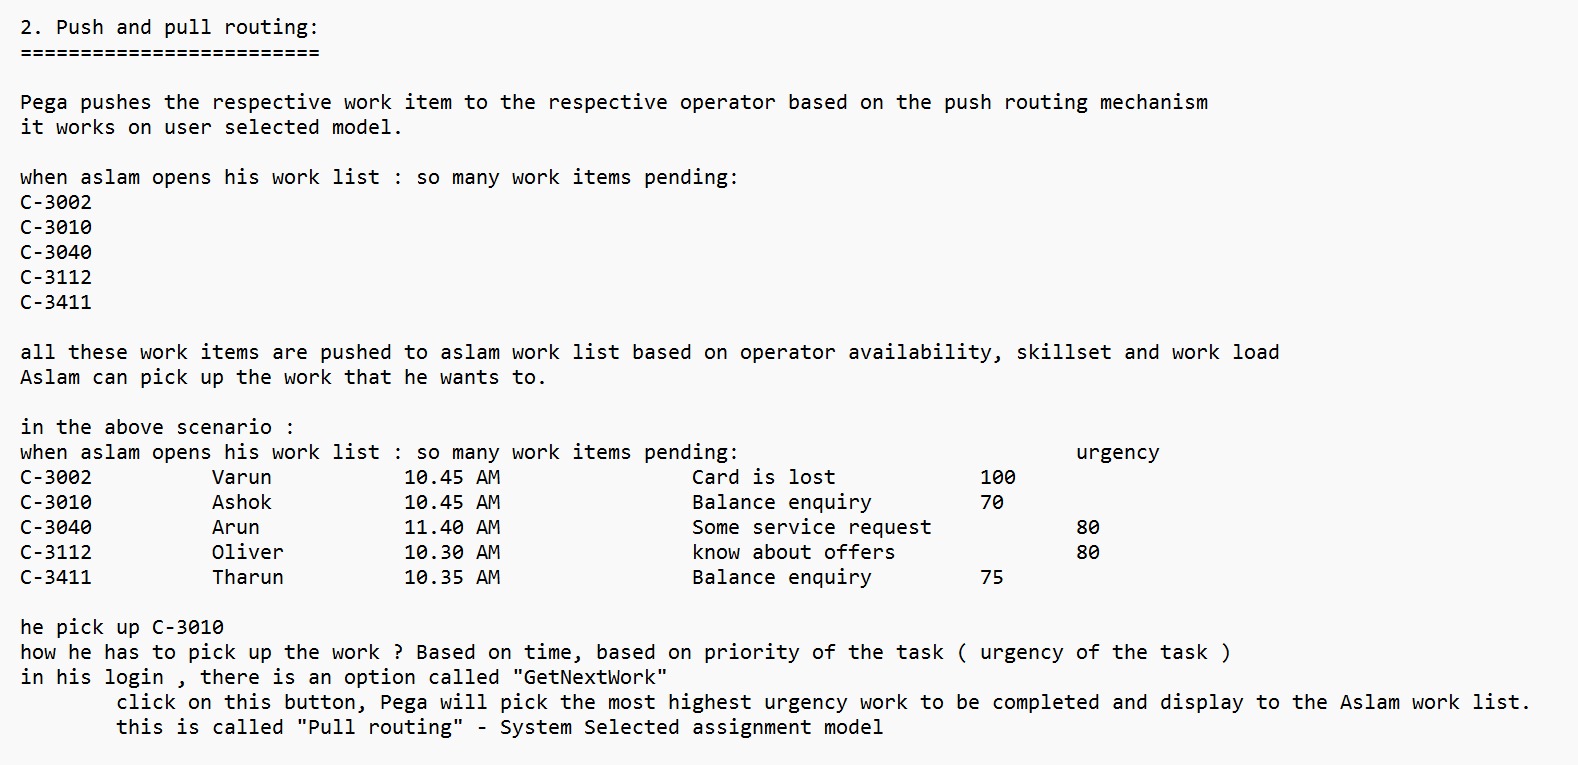 2. Push and pull routing:
=========================
Pega pushes the respective work item to the respective operator based on the push routing mechanism
it works on user selected model.
when aslam opens his work list : so many work items pending:
C-3002
C-3010
C-3040
C-3112
C-3411
all these work items are pushed to aslam work list based on operator availability, skillset and work load
Aslam can pick up the work that he wants to.
in the above scenario :
when aslam opens his work list : so many work items pending: urgency
C-3002 Varun 10.45 AM Card is lost 100
C-3010 Ashok 10.45 AM Balance enquiry 70
C-3040 Arun 11.40 AM Some service request 80
C-3112 Oliver 10.30 AM know about offers 80
C-3411 Tharun 10.35 AM Balance enquiry 75
he pick up C-3010
how he has to pick up the work ? Based on time, based on priority of the task ( urgency of the task )
in his login , there is an option called "GetNextWork"
click on this button, Pega will pick the most highest urgency work to be completed and display to the Aslam work list.
this is called "Pull routing" - System Selected assignment model